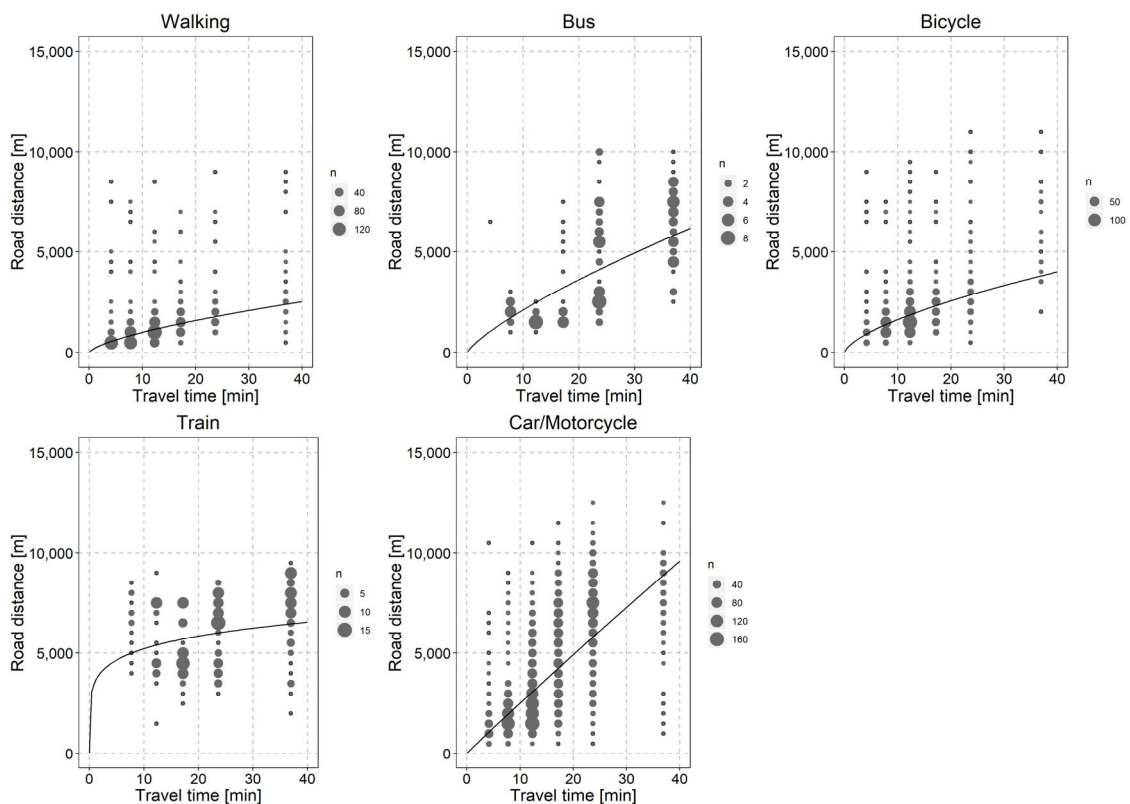 Walking
Bus
Bicycle
15,000
10,000
5,000
0
Road distance [m]
0 10 20 30 40
Travel time [min]
n
40
80
120
15,000
10,000
5,000
0
Road distance [m]
0 10 20 30 40
Travel time [min]
n
2
4
6
8
15,000
10,000
5,000
0
Road distance [m]
0 10 20 30 40
Travel time [min]
n
50
100
Train
Car/Motorcycle
15,000
10,000
5,000
0
Road distance [m]
0 10 20 30 40
Travel time [min]
n
5
10
15
15,000
10,000
5,000
0
Road distance [m]
0 10 20 30 40
Travel time [min]
n
40
80
120
160